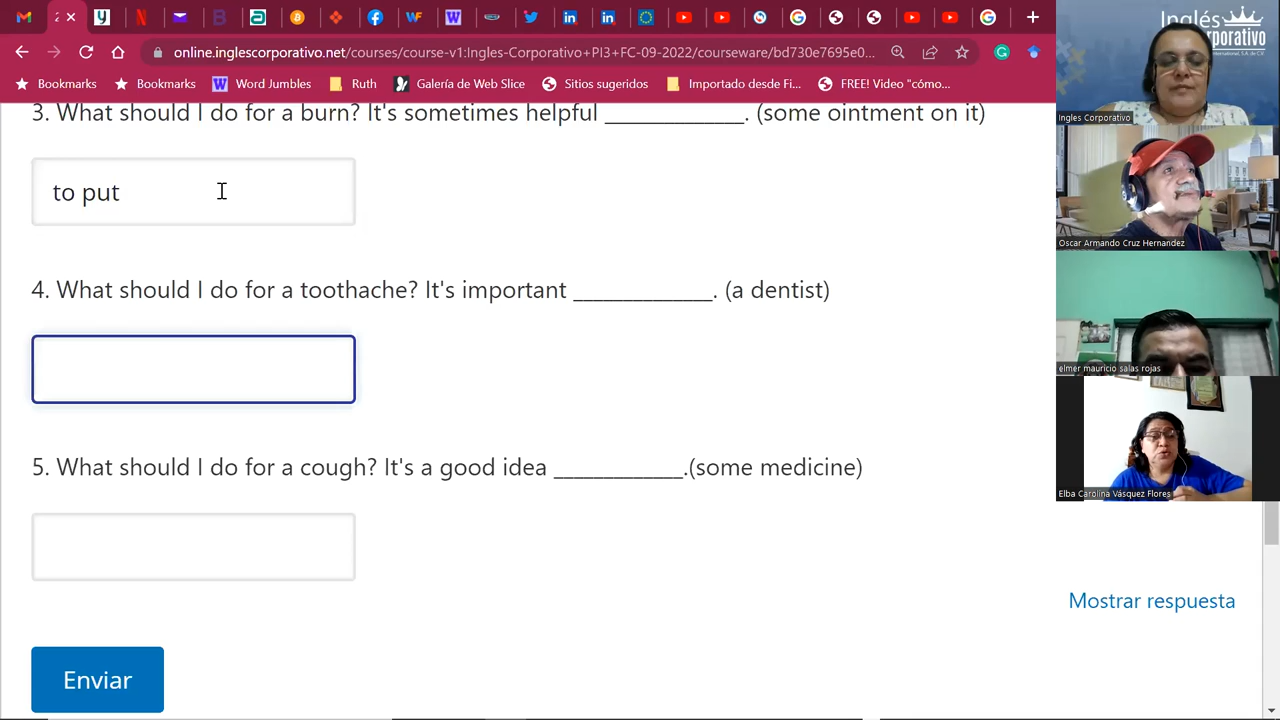 online.inglescorporativo.net/courses/course-v1:Ingles-Corporativo+PI3+FC-09-2022/courseware/bd730e7695e0...
Bookmarks
Bookmarks
Word Jumbles
Ruth
Galería de Web Slice
Sitios sugeridos
Importado desde Fi...
FREE! Video "cómo...
3. What should I do for a burn? It's sometimes helpful _____________. (some ointment on it)
to put
4. What should I do for a toothache? It's important _____________. (a dentist)
5. What should I do for a cough? It's a good idea ____________.(some medicine)
Mostrar respuesta
Enviar
Inglés
Corporativo
Ingles Corporativo
Oscar Armando Cruz Hernandez
elmer mauricio salas rojas
Elba Carolina Vásquez Flores